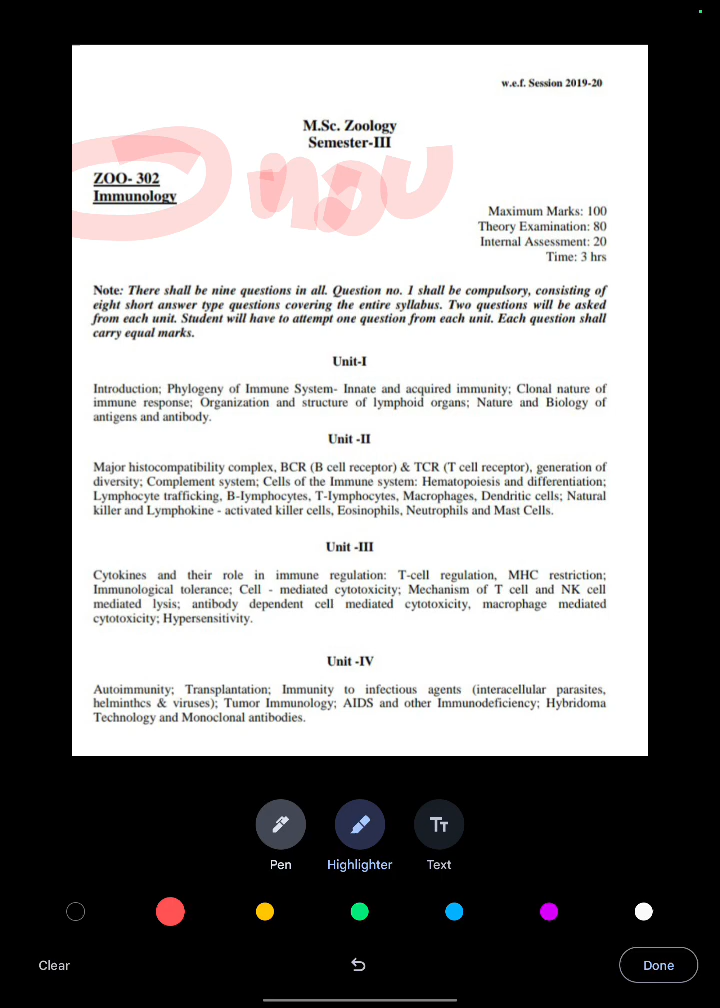 w.e.f. Session 2019-20
M.Sc. Zoology
Semester-III
ZOO- 302
Immunology
nov
Maximum Marks: 100
Theory Examination: 80
Internal Assessment: 20
Time: 3 hrs
Note: There shall be nine questions in all. Question no. 1 shall be compulsory, consisting of
eight short answer type questions covering the entire syllabus. Two questions will be asked
from each unit. Student will have to attempt one question from each unit. Each question shall
carry equal marks.
Unit-I
Introduction; Phylogeny of Immune System- Innate and acquired immunity; Clonal nature of
immune response; Organization and structure of lymphoid organs; Nature and Biology of
antigens and antibody.
Unit -II
Major histocompatibility complex, BCR (B cell receptor) & TCR (T cell receptor), generation of
diversity; Complement system; Cells of the Immune system: Hematopoiesis and differentiation;
Lymphocyte trafficking, B-Iymphocytes, T-Iymphocytes, Macrophages, Dendritic cells; Natural
killer and Lymphokine - activated killer cells, Eosinophils, Neutrophils and Mast Cells.
Unit -III
Cytokines and their role in immune regulation: T-cell regulation, MHC restriction;
Immunological tolerance; Cell - mediated cytotoxicity; Mechanism of T cell and NK cell
mediated lysis; antibody dependent cell mediated cytotoxicity, macrophage mediated
cytotoxicity; Hypersensitivity.
Unit -IV
Autoimmunity; Transplantation; Immunity to infectious agents (interacellular parasites,
helminthcs & viruses); Tumor Immunology; AIDS and other Immunodeficiency; Hybridoma
Technology and Monoclonal antibodies.
Pen
Highlighter
Text
Clear
Done